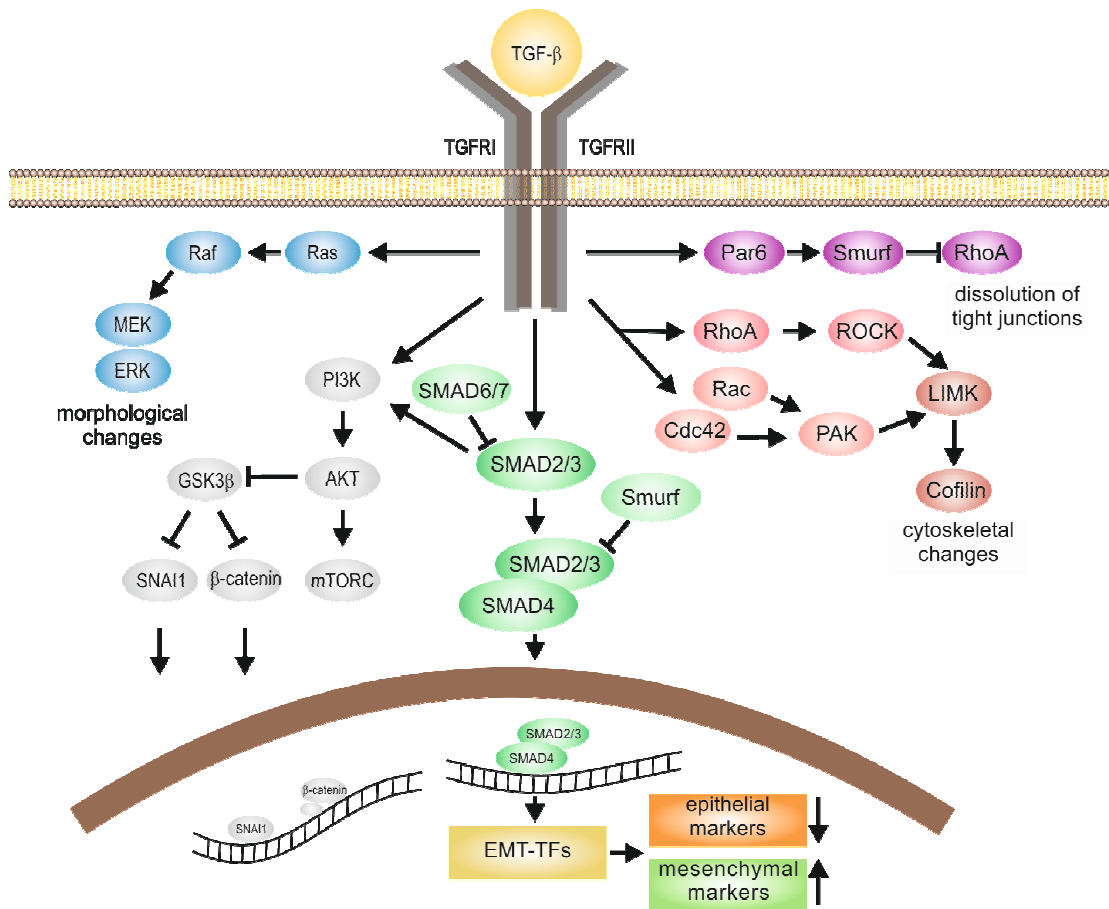 TGF-β
TGFRI
TGFRII
Raf
Ras
Par6
Smurf
RhoA
dissolution of
tight junctions
MEK
ERK
morphological
changes
PI3K
SMAD6/7
RhoA
ROCK
Rac
LIMK
Cdc42
PAK
GSK3β
AKT
SMAD2/3
Smurf
Cofilin
cytoskeletal
changes
SNAI1
β-catenin
mTORC
SMAD2/3
SMAD4
SMAD2/3
SMAD4
β-catenin
SNAI1
EMT-TFs
epithelial
markers
mesenchymal
markers